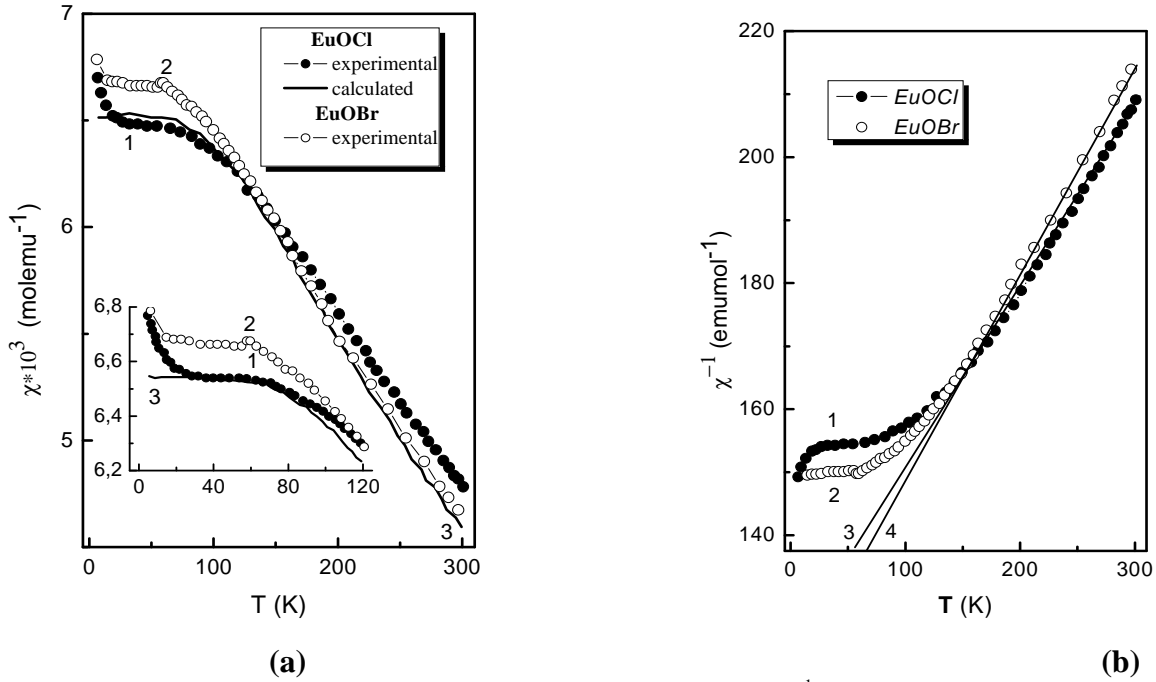 7
6
5
χ*10³ (molemu⁻¹)
EuOCl
experimental
calculated
EuOBr
experimental
2
1
3
6,8
6,6
6,4
6,2
2
1
3
0 40 80 120
0 100 200 300
T (K)
(a)
220
200
180
160
140
χ⁻¹ (emumol⁻¹)
EuOCl
EuOBr
1
2
3 4
0 100 200 300
T (K)
(b)
-1